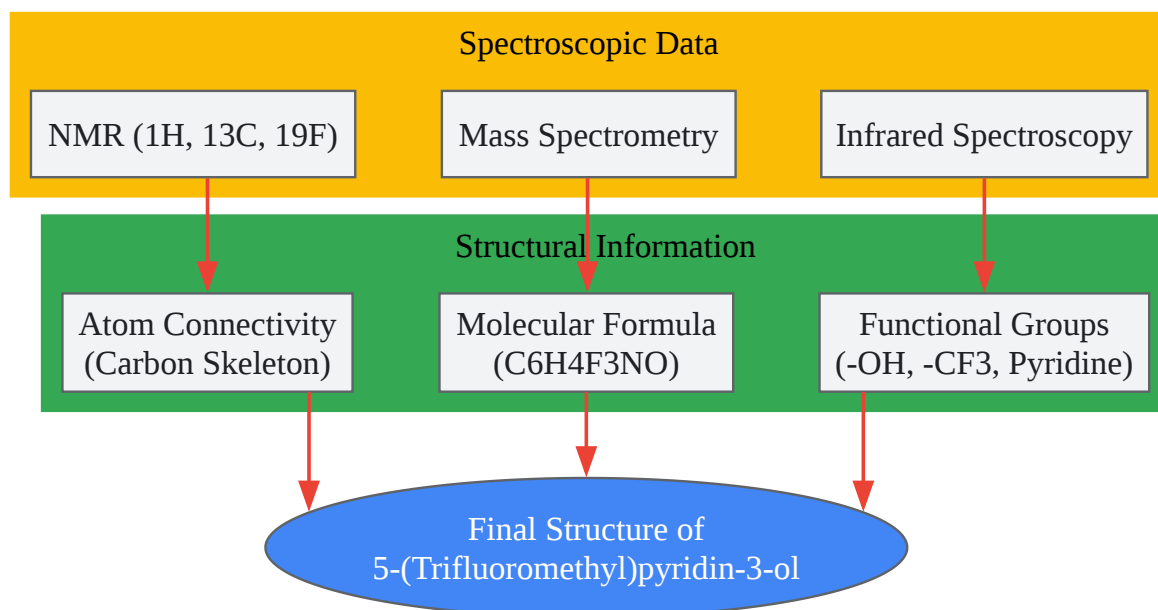 Spectroscopic Data
NMR (1H, 13C, 19F)
Mass Spectrometry
Infrared Spectroscopy
Structural Information
Atom Connectivity
(Carbon Skeleton)
Molecular Formula
(C6H4F3NO)
Functional Groups
(-OH, -CF3, Pyridine)
Final Structure of
5-(Trifluoromethyl)pyridin-3-ol